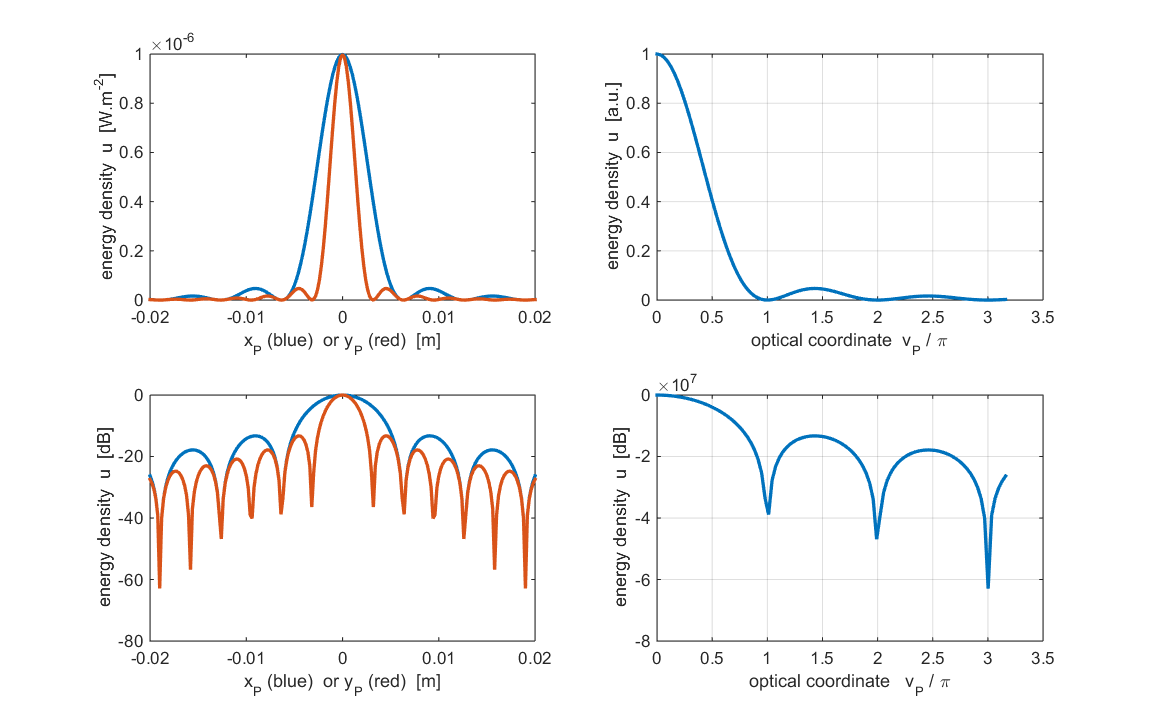 ×10⁻⁶
energy density u [W.m⁻²]
1
0.8
0.6
0.4
0.2
0
-0.02 -0.01 0 0.01 0.02
x_P (blue) or y_P (red) [m]
energy density u [a.u.]
1
0.8
0.6
0.4
0.2
0
0 0.5 1 1.5 2 2.5 3 3.5
optical coordinate v_P / π
energy density u [dB]
0
-20
-40
-60
-80
-0.02 -0.01 0 0.01 0.02
x_P (blue) or y_P (red) [m]
×10⁷
energy density u [dB]
0
-2
-4
-6
-8
0 0.5 1 1.5 2 2.5 3 3.5
optical coordinate v_P / π